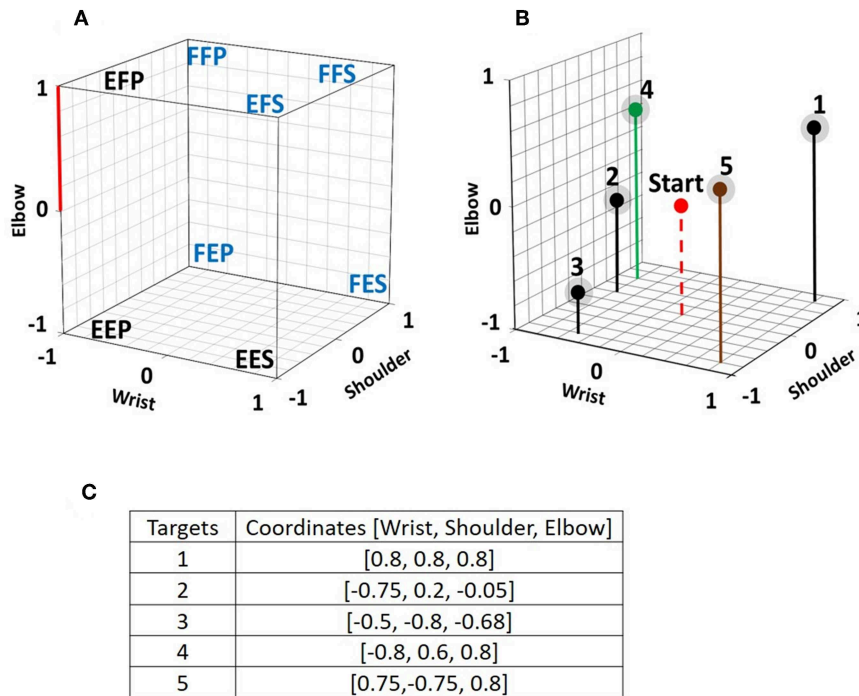 A
FFP
EFP
FFS
EFS
1
0
Elbow
FEP
FES
-1
EEP
EES
-1
0
Wrist
1
-1
0
1
Shoulder
B
1
4
1
5
2
Start
0
Elbow
3
-1
-1
0
Wrist
1
-1
0
1
Shoulder
C
Targets Coordinates [Wrist, Shoulder, Elbow]
1 [0.8, 0.8, 0.8]
2 [-0.75, 0.2, -0.05]
3 [-0.5, -0.8, -0.68]
4 [-0.8, 0.6, 0.8]
5 [0.75,-0.75, 0.8]